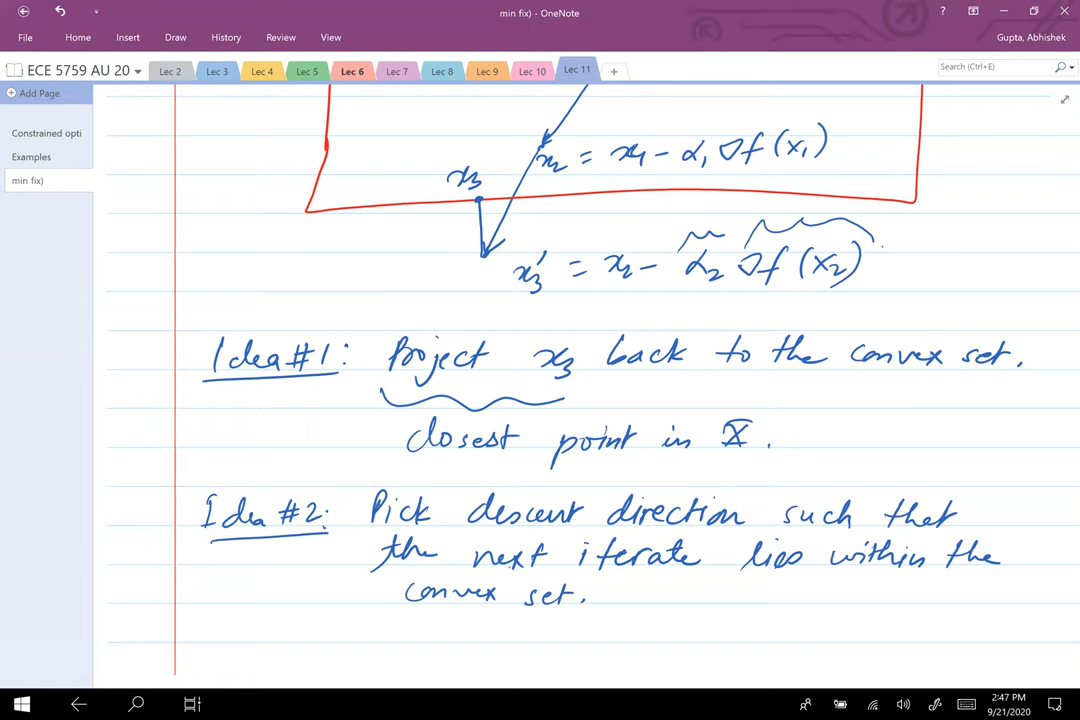 min fix) - OneNote
File Home Insert Draw History Review View
Gupta, Abhishek
ECE 5759 AU 20
Lec 2 Lec 3 Lec 4 Lec 5 Lec 6 Lec 7 Lec 8 Lec 9 Lec 10 Lec 11
Search (Ctrl+E)
Add Page
Constrained opti
Examples
min fix)
x₂ = x₁ - α₁ ∇f(x₁)
x₃
x₃' = x₂ - α₂ ∇f(x₂)
Idea #1: Project x₃ back to the convex set.
closest point in X.
Idea #2: Pick descent direction such that
the next iterate lies within the
convex set.
2:47 PM
9/21/2020